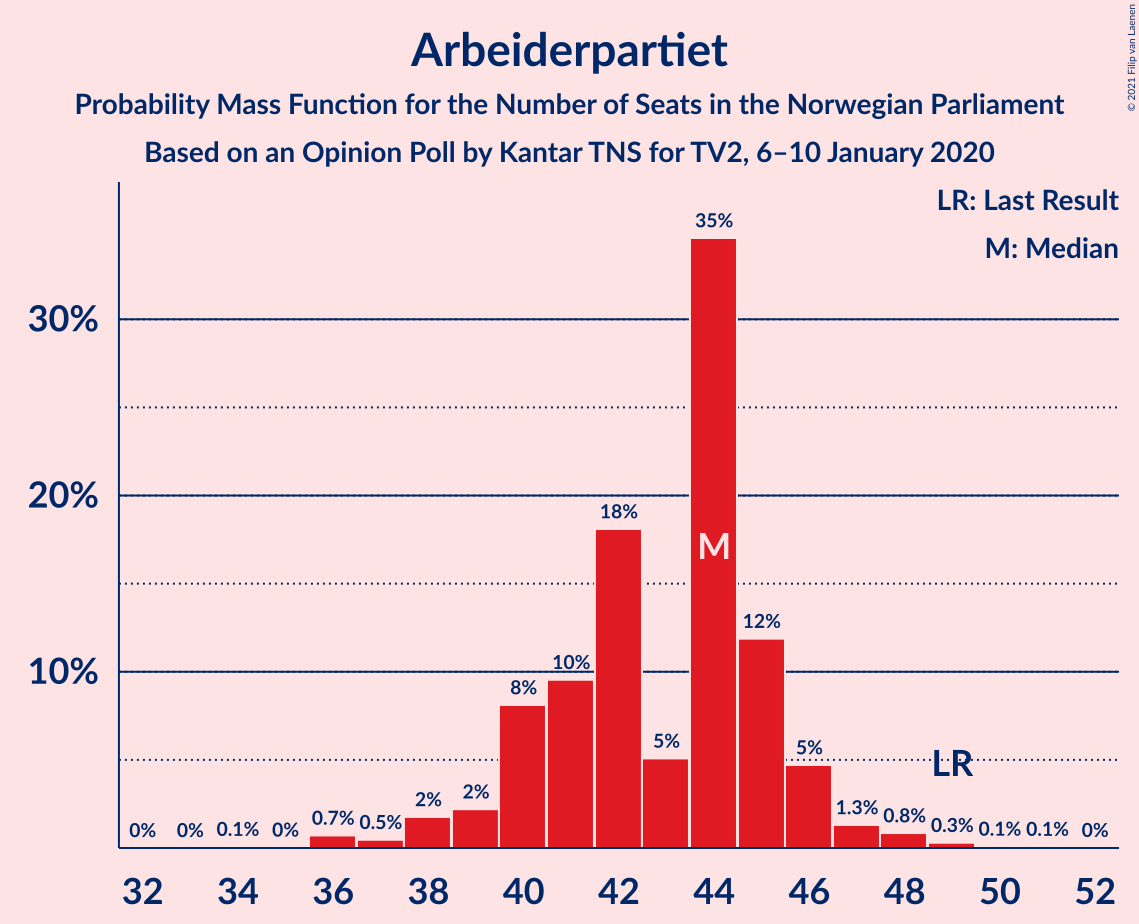 Arbeiderpartiet
Probability Mass Function for the Number of Seats in the Norwegian Parliament
Based on an Opinion Poll by Kantar TNS for TV2, 6–10 January 2020
© 2021 Filip van Laenen
LR: Last Result
M: Median
30%
20%
10%
0% 0% 0.1% 0% 0.7% 0.5% 2% 2% 8% 10% 18% 5% 35% 12% 5% 1.3% 0.8% 0.3% 0.1% 0.1% 0%
M
LR
32 34 36 38 40 42 44 46 48 50 52